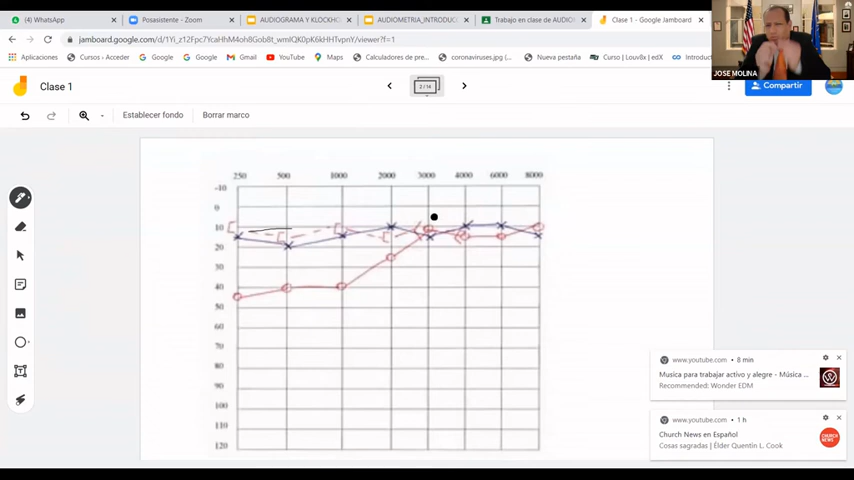 (4) WhatsApp
Posasistente - Zoom
AUDIOGRAMA Y KLOCKHO
AUDIOMETRIA_INTRODUC
Trabajo en clase de AUDIO
Clase 1 - Google Jamboard
jamboard.google.com/d/1Yi_z12Fpc7YcaHhM4oh8Gob8t_wmIQK0pK6kHHTvpnY/viewer?f=1
Aplicaciones
Cursos - Acceder
Google
Google
Gmail
YouTube
Maps
Calculadores de pre...
coronaviruses.jpg (...
Nueva pestaña
Curso | Louv8x | edX
Introducti
JOSE MOLINA
Clase 1
2 / 14
Compartir
Establecer fondo
Borrar marco
250 500 1000 2000 3000 4000 6000 8000
-10
0
10
20
30
40
50
60
70
80
90
100
110
120
www.youtube.com • 8 min
Musica para trabajar activo y alegre - Música ...
Recommended: Wonder EDM
www.youtube.com • 1 h
Church News en Español
Cosas sagradas | Élder Quentin L. Cook